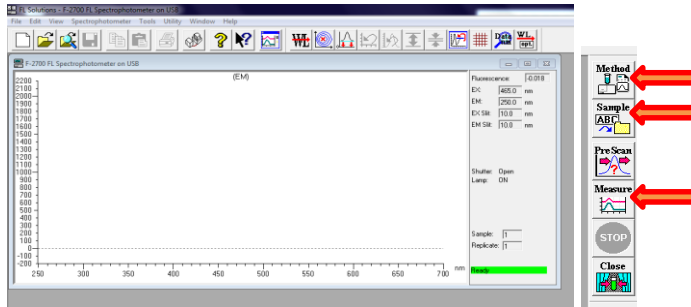 FL Solutions - F-2700 FL Spectrophotometer on USB
File Edit View Spectrophotometer Tools Utility Window Help
WL
Data
WL
opt.
F-2700 FL Spectrophotometer on USB
(EM)
2200
2100
2000
1900
1800
1700
1600
1500
1400
1300
1200
1100
1000
900
800
700
600
500
400
300
200
100
0
-100
-200
250 300 350 400 450 500 550 600 650 700 nm
Fluorescence: -0.018
EX: 465.0 nm
EM: 250.0 nm
EX Slit: 10.0 nm
EM Slit: 10.0 nm
Shutter: Open
Lamp: ON
Sample: 1
Replicate: 1
Ready
Method
Sample
ABC
Pre Scan
?
Measure
STOP
Close